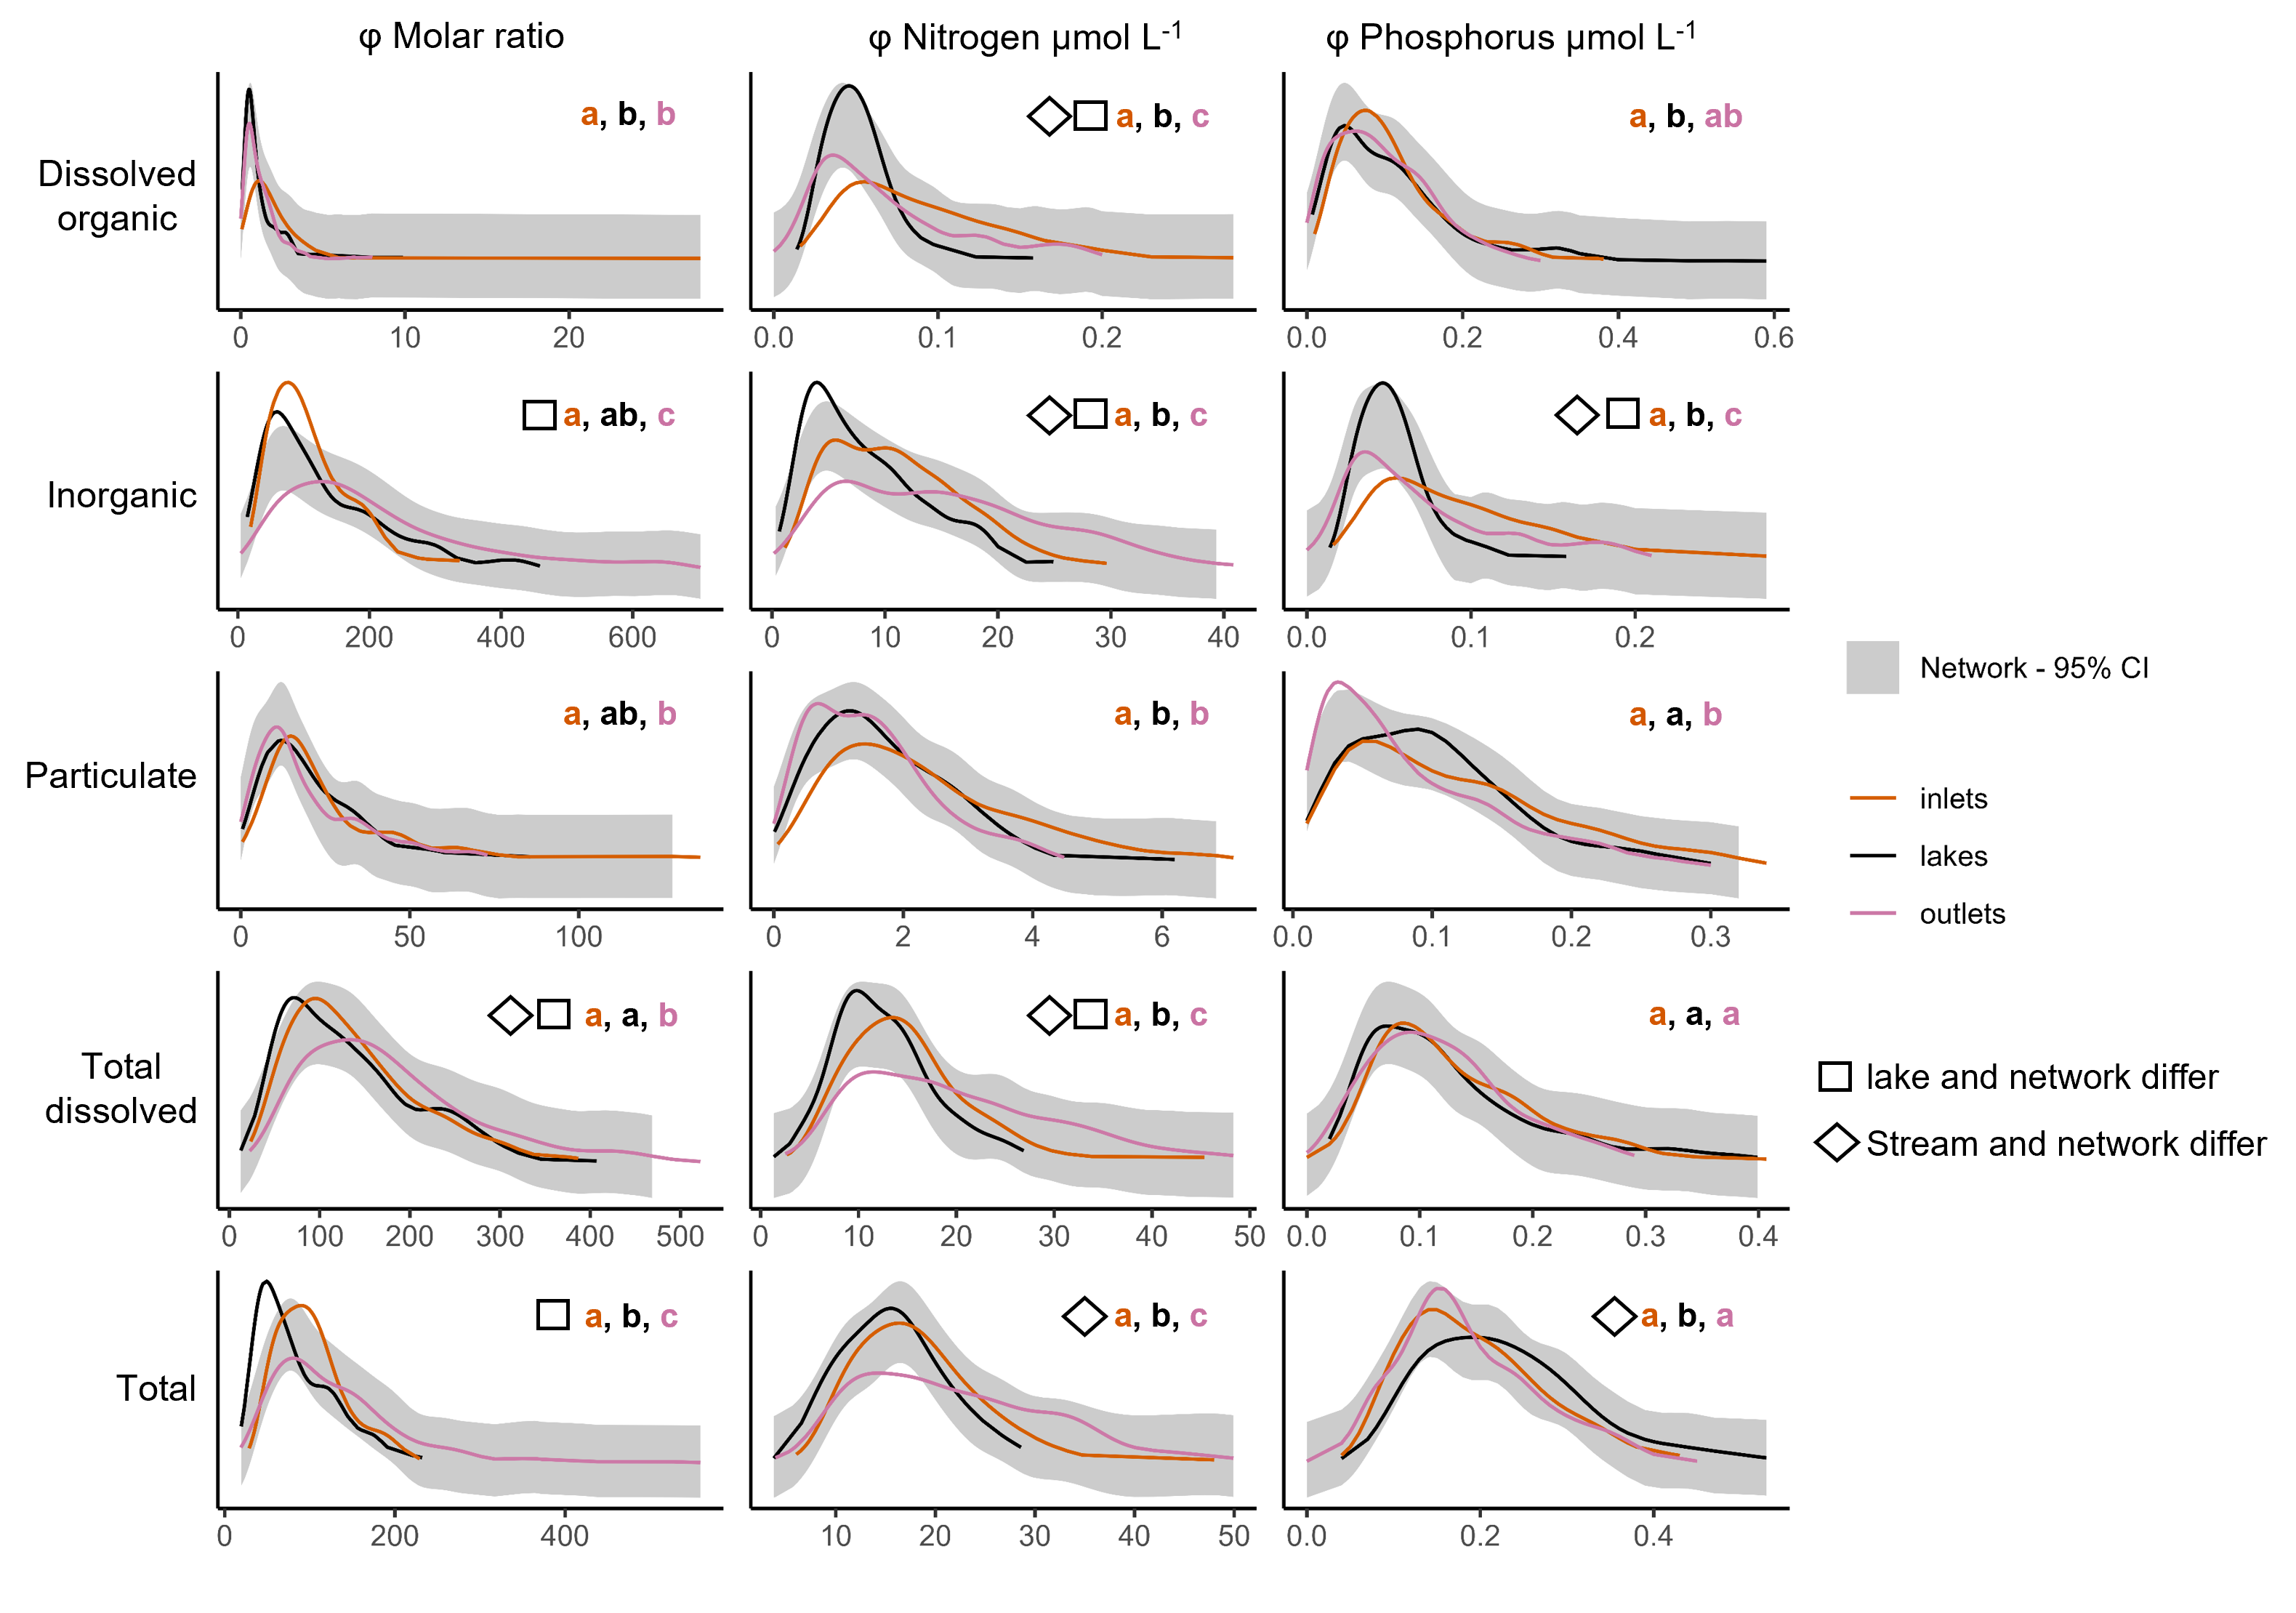 φ Molar ratio
φ Nitrogen µmol L⁻¹
φ Phosphorus µmol L⁻¹
Dissolved
organic
a, b, b
a, b, c
a, b, ab
0 10 20
0.0 0.1 0.2
0.0 0.2 0.4 0.6
Inorganic
a, ab, c
a, b, c
a, b, c
0 200 400 600
0 10 20 30 40
0.0 0.1 0.2
Particulate
a, ab, b
a, b, b
a, a, b
0 50 100
0 2 4 6
0.0 0.1 0.2 0.3
Total
dissolved
a, a, b
a, b, c
a, a, a
0 100 200 300 400 500
0 10 20 30 40 50
0.0 0.1 0.2 0.3 0.4
Total
a, b, c
a, b, c
a, b, a
0 200 400
10 20 30 40 50
0.0 0.2 0.4
Network - 95% CI
inlets
lakes
outlets
lake and network differ
Stream and network differ